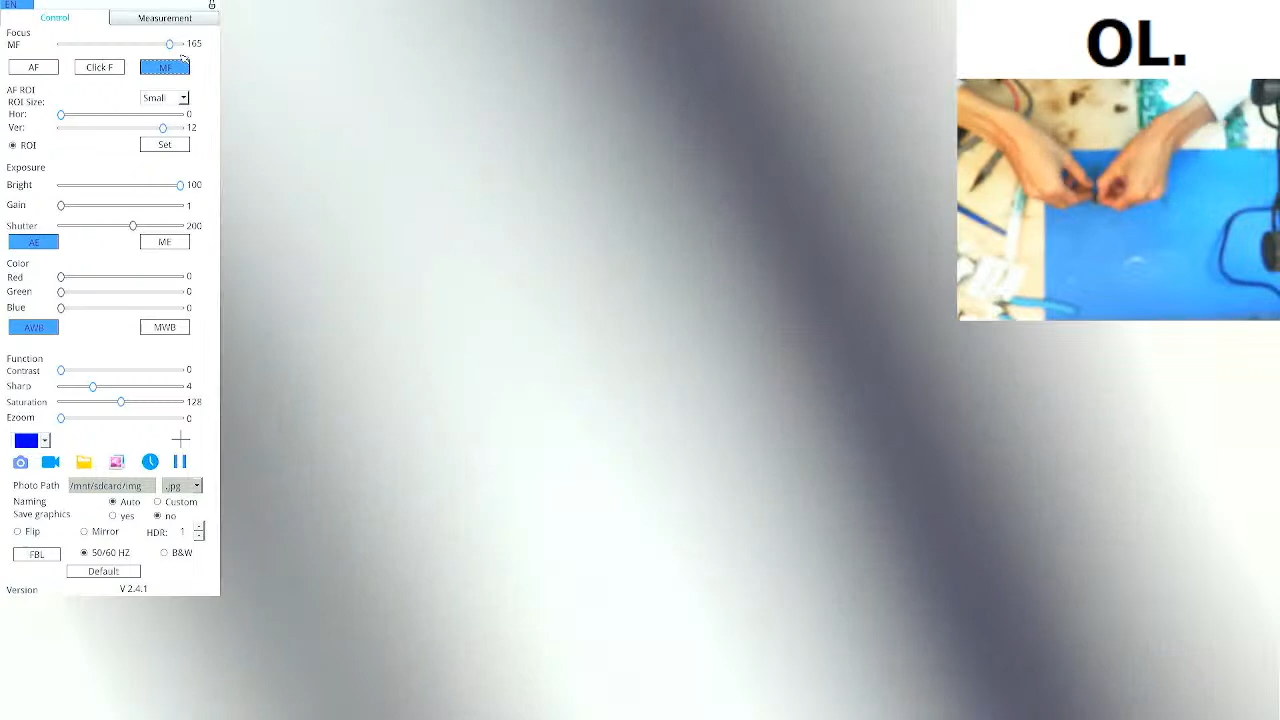 EN
Control Measurement
Focus
MF 165
AF Click F MF
AF ROI
ROI Size: Small
Hor: 0
Ver: 12
ROI Set
Exposure
Bright 100
Gain 1
Shutter 200
AE ME
Color
Red 0
Green 0
Blue 0
AWB MWB
Function
Contrast 0
Sharp 4
Saturation 128
Ezoom 0
Photo Path /mnt/sdcard/img .jpg
Naming Auto Custom
Save graphics yes no
Flip Mirror HDR: 1
FBL 50/60 HZ B&W
Default
Version V 2.4.1
OL.